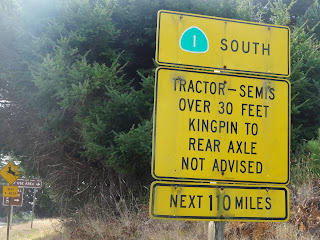 1 SOUTH
TRACTOR-SEMIS
OVER 30 FEET
KINGPIN TO
REAR AXLE
NOT ADVISED
NEXT 110 MILES